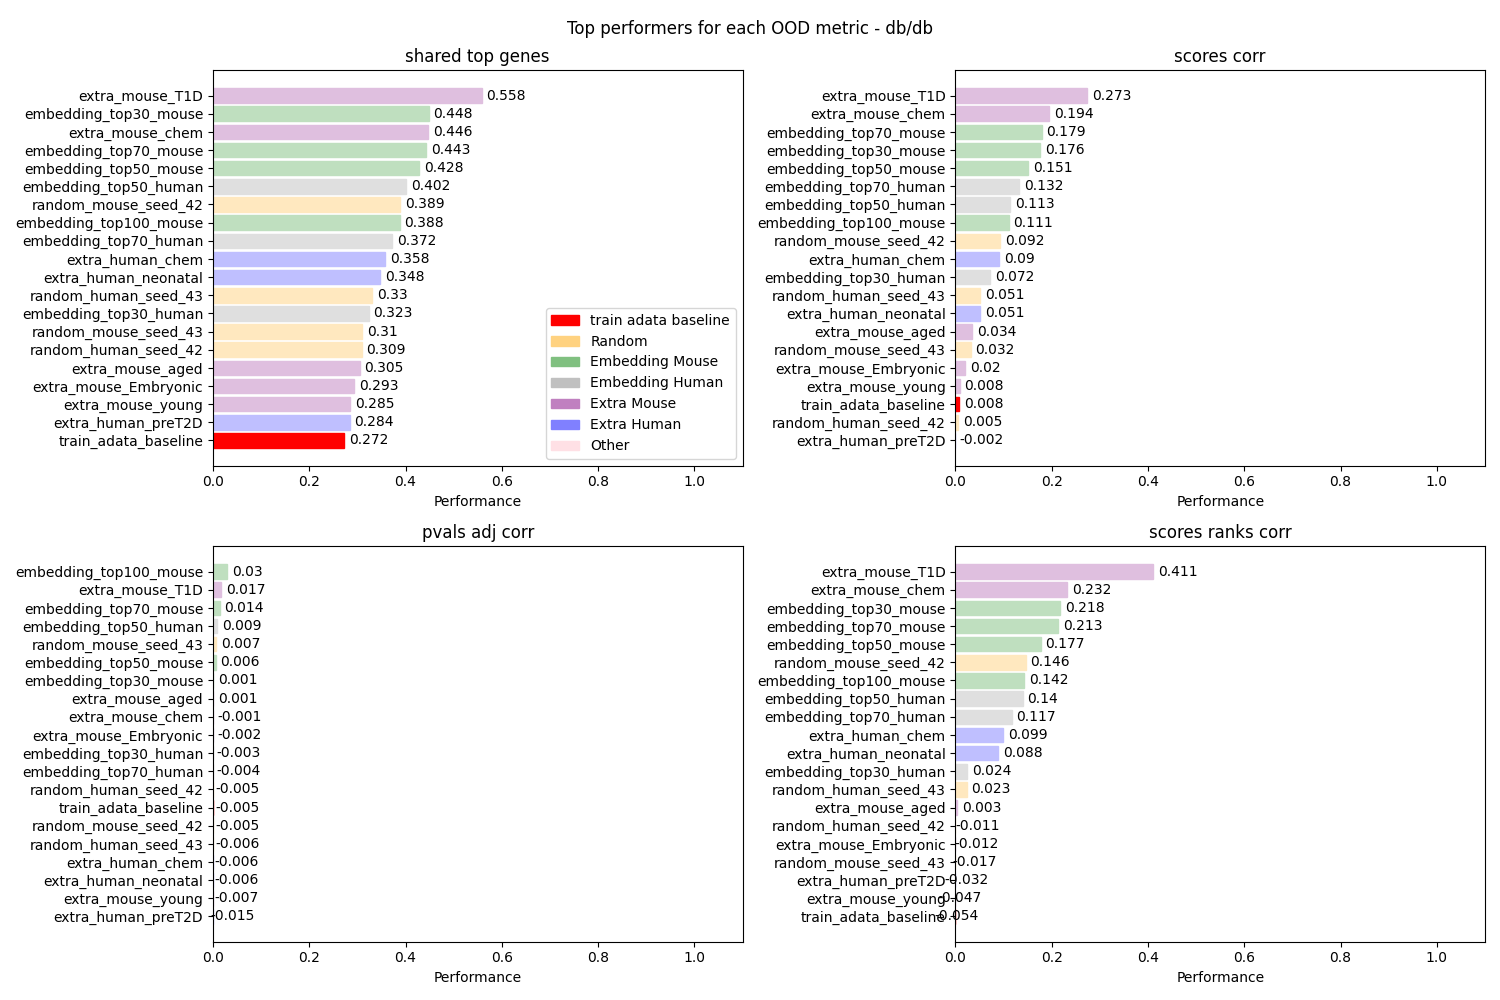 Top performers for each OOD metric - db/db
shared top genes
extra_mouse_T1D 0.558
embedding_top30_mouse 0.448
extra_mouse_chem 0.446
embedding_top70_mouse 0.443
embedding_top50_mouse 0.428
embedding_top50_human 0.402
random_mouse_seed_42 0.389
embedding_top100_mouse 0.388
embedding_top70_human 0.372
extra_human_chem 0.358
extra_human_neonatal 0.348
random_human_seed_43 0.33
embedding_top30_human 0.323
random_mouse_seed_43 0.31
random_human_seed_42 0.309
extra_mouse_aged 0.305
extra_mouse_Embryonic 0.293
extra_mouse_young 0.285
extra_human_preT2D 0.284
train_adata_baseline 0.272
train adata baseline
Random
Embedding Mouse
Embedding Human
Extra Mouse
Extra Human
Other
0.0 0.2 0.4 0.6 0.8 1.0
Performance
scores corr
extra_mouse_T1D 0.273
extra_mouse_chem 0.194
embedding_top70_mouse 0.179
embedding_top30_mouse 0.176
embedding_top50_mouse 0.151
embedding_top70_human 0.132
embedding_top50_human 0.113
embedding_top100_mouse 0.111
random_mouse_seed_42 0.092
extra_human_chem 0.09
embedding_top30_human 0.072
random_human_seed_43 0.051
extra_human_neonatal 0.051
extra_mouse_aged 0.034
random_mouse_seed_43 0.032
extra_mouse_Embryonic 0.02
extra_mouse_young 0.008
train_adata_baseline 0.008
random_human_seed_42 0.005
extra_human_preT2D -0.002
0.0 0.2 0.4 0.6 0.8 1.0
Performance
pvals adj corr
embedding_top100_mouse 0.03
extra_mouse_T1D 0.017
embedding_top70_mouse 0.014
embedding_top50_human 0.009
random_mouse_seed_43 0.007
embedding_top50_mouse 0.006
embedding_top30_mouse 0.001
extra_mouse_aged 0.001
extra_mouse_chem -0.001
extra_mouse_Embryonic -0.002
embedding_top30_human -0.003
embedding_top70_human -0.004
random_human_seed_42 -0.005
train_adata_baseline -0.005
random_mouse_seed_42 -0.005
random_human_seed_43 -0.006
extra_human_chem -0.006
extra_human_neonatal -0.006
extra_mouse_young -0.007
extra_human_preT2D -0.015
0.0 0.2 0.4 0.6 0.8 1.0
Performance
scores ranks corr
extra_mouse_T1D 0.411
extra_mouse_chem 0.232
embedding_top30_mouse 0.218
embedding_top70_mouse 0.213
embedding_top50_mouse 0.177
random_mouse_seed_42 0.146
embedding_top100_mouse 0.142
embedding_top50_human 0.14
embedding_top70_human 0.117
extra_human_chem 0.099
extra_human_neonatal 0.088
embedding_top30_human 0.024
random_human_seed_43 0.023
extra_mouse_aged 0.003
random_human_seed_42 -0.011
extra_mouse_Embryonic -0.012
random_mouse_seed_43 -0.017
extra_human_preT2D -0.032
extra_mouse_young -0.047
train_adata_baseline -0.054
0.0 0.2 0.4 0.6 0.8 1.0
Performance